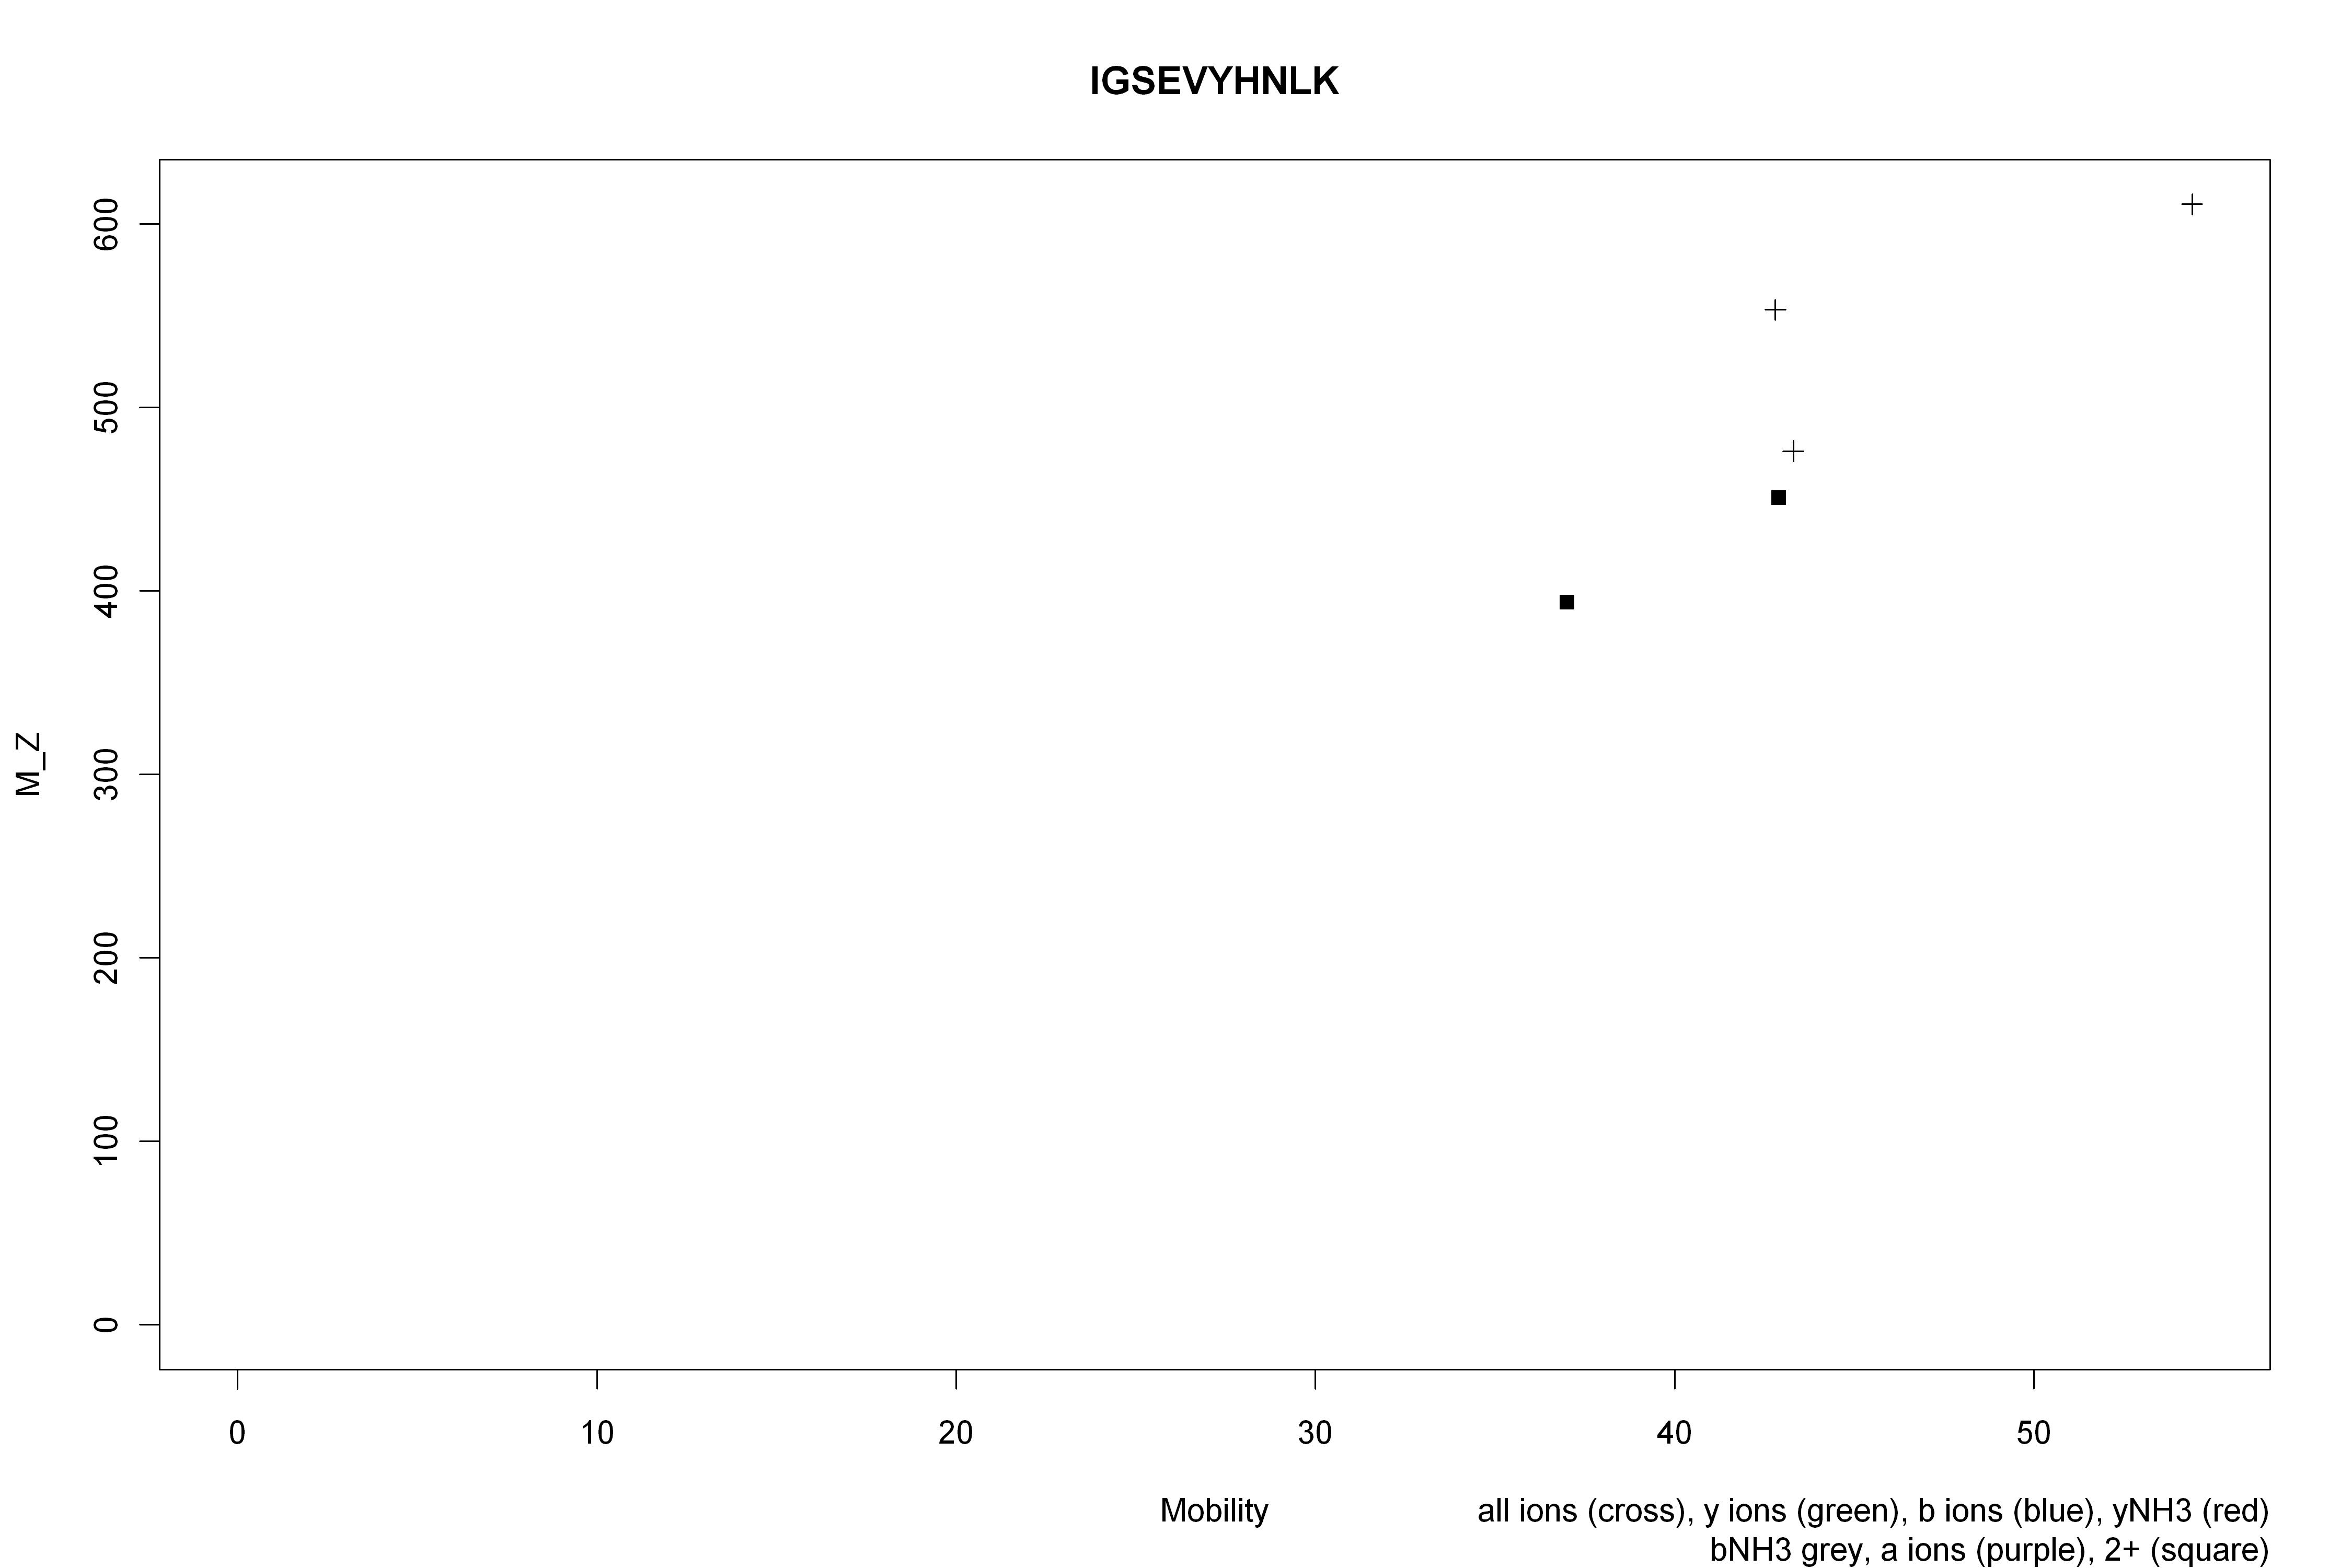 IGSEVYHNLK
600
500
400
300
200
100
0
M_Z
0 10 20 30 40 50
Mobility
all ions (cross), y ions (green), b ions (blue), yNH3 (red)
bNH3 grey, a ions (purple), 2+ (square)